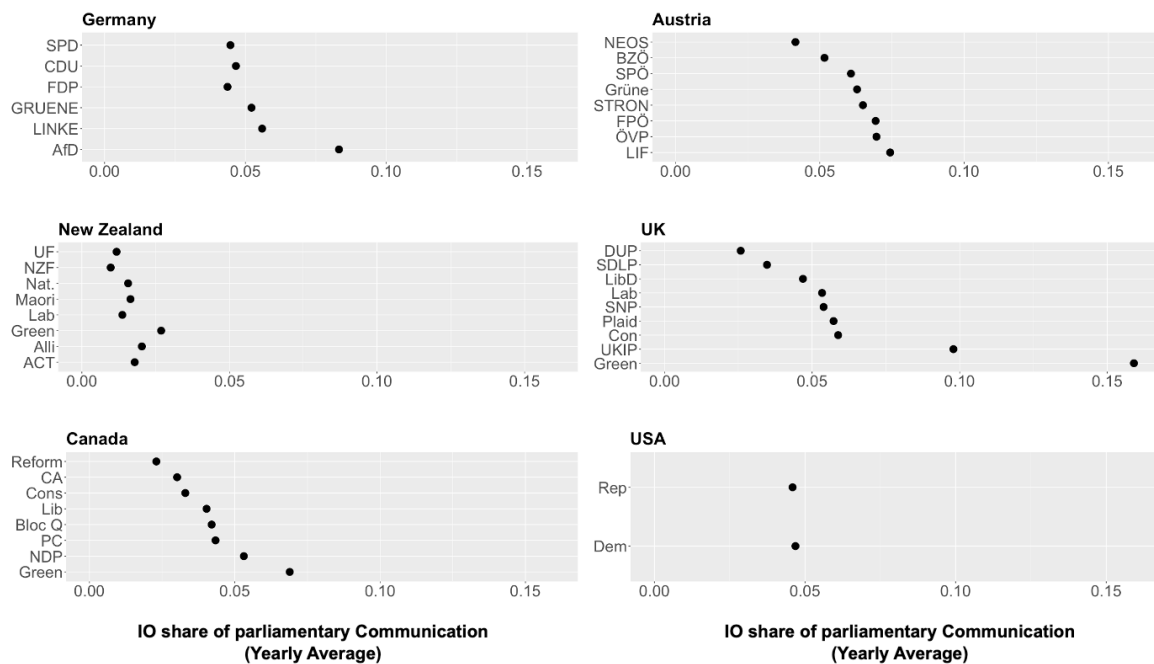 Germany
SPD
CDU
FDP
GRUENE
LINKE
AfD
0.00 0.05 0.10 0.15
Austria
NEOS
BZÖ
SPÖ
Grüne
STRON
FPÖ
ÖVP
LIF
0.00 0.05 0.10 0.15
New Zealand
UF
NZF
Nat.
Maori
Lab
Green
Alli
ACT
0.00 0.05 0.10 0.15
UK
DUP
SDLP
LibD
Lab
SNP
Plaid
Con
UKIP
Green
0.00 0.05 0.10 0.15
Canada
Reform
CA
Cons
Lib
Bloc Q
PC
NDP
Green
0.00 0.05 0.10 0.15
IO share of parliamentary Communication
(Yearly Average)
USA
Rep
Dem
0.00 0.05 0.10 0.15
IO share of parliamentary Communication
(Yearly Average)